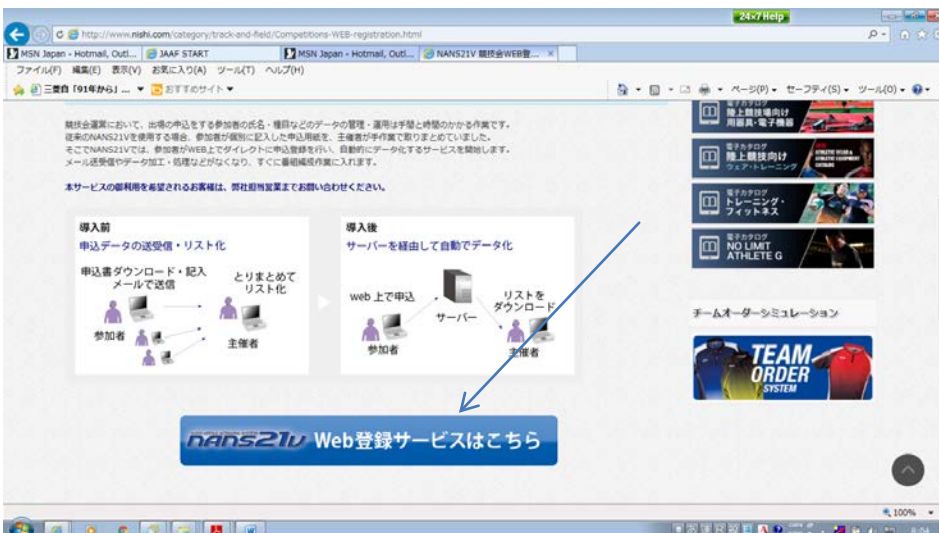 24×7 Help
http://www.nishi.com/category/track-and-field/Competitions-WEB-registration.html
MSN Japan - Hotmail, Outl...
JAAF START
MSN Japan - Hotmail, Outl...
NANS21V 競技会WEB登... ×
ファイル(F) 編集(E) 表示(V) お気に入り(A) ツール(T) ヘルプ(H)
三菱自「91年から」...
おすすめサイト
ページ(P) セーフティ(S) ツール(O)
競技会運営において、出場の申込をする参加者の氏名・種目などのデータの管理・運用は手間と時間のかかる作業です。
従来のNANS21Vを使用する場合、参加者が個別に記入した申込用紙を、主催者が手作業で取りまとめていました。
そこでNANS21Vでは、参加者がWEB上でダイレクトに申込登録を行い、自動的にデータ化するサービスを開始します。
メール送受信やデータ加工・処理などがなくなり、すぐに番組編成作業に入れます。
本サービスの御利用を希望されるお客様は、弊社担当営業までお問い合わせください。
導入前
申込データの送受信・リスト化
申込書ダウンロード・記入
メールで送信
とりまとめて
リスト化
参加者
主催者
導入後
サーバーを経由して自動でデータ化
web 上で申込
サーバー
リストを
ダウンロード
参加者
主催者
nans21v Web登録サービスはこちら
電子カタログ
陸上競技場向け
用器具・電子機器
電子カタログ
陸上競技向け
ウェア・トレーニング
電子カタログ
トレーニング・
フィットネス
電子カタログ
NO LIMIT
ATHLETE G
チームオーダーシミュレーション
TEAM
ORDER
SYSTEM
100%
8:04